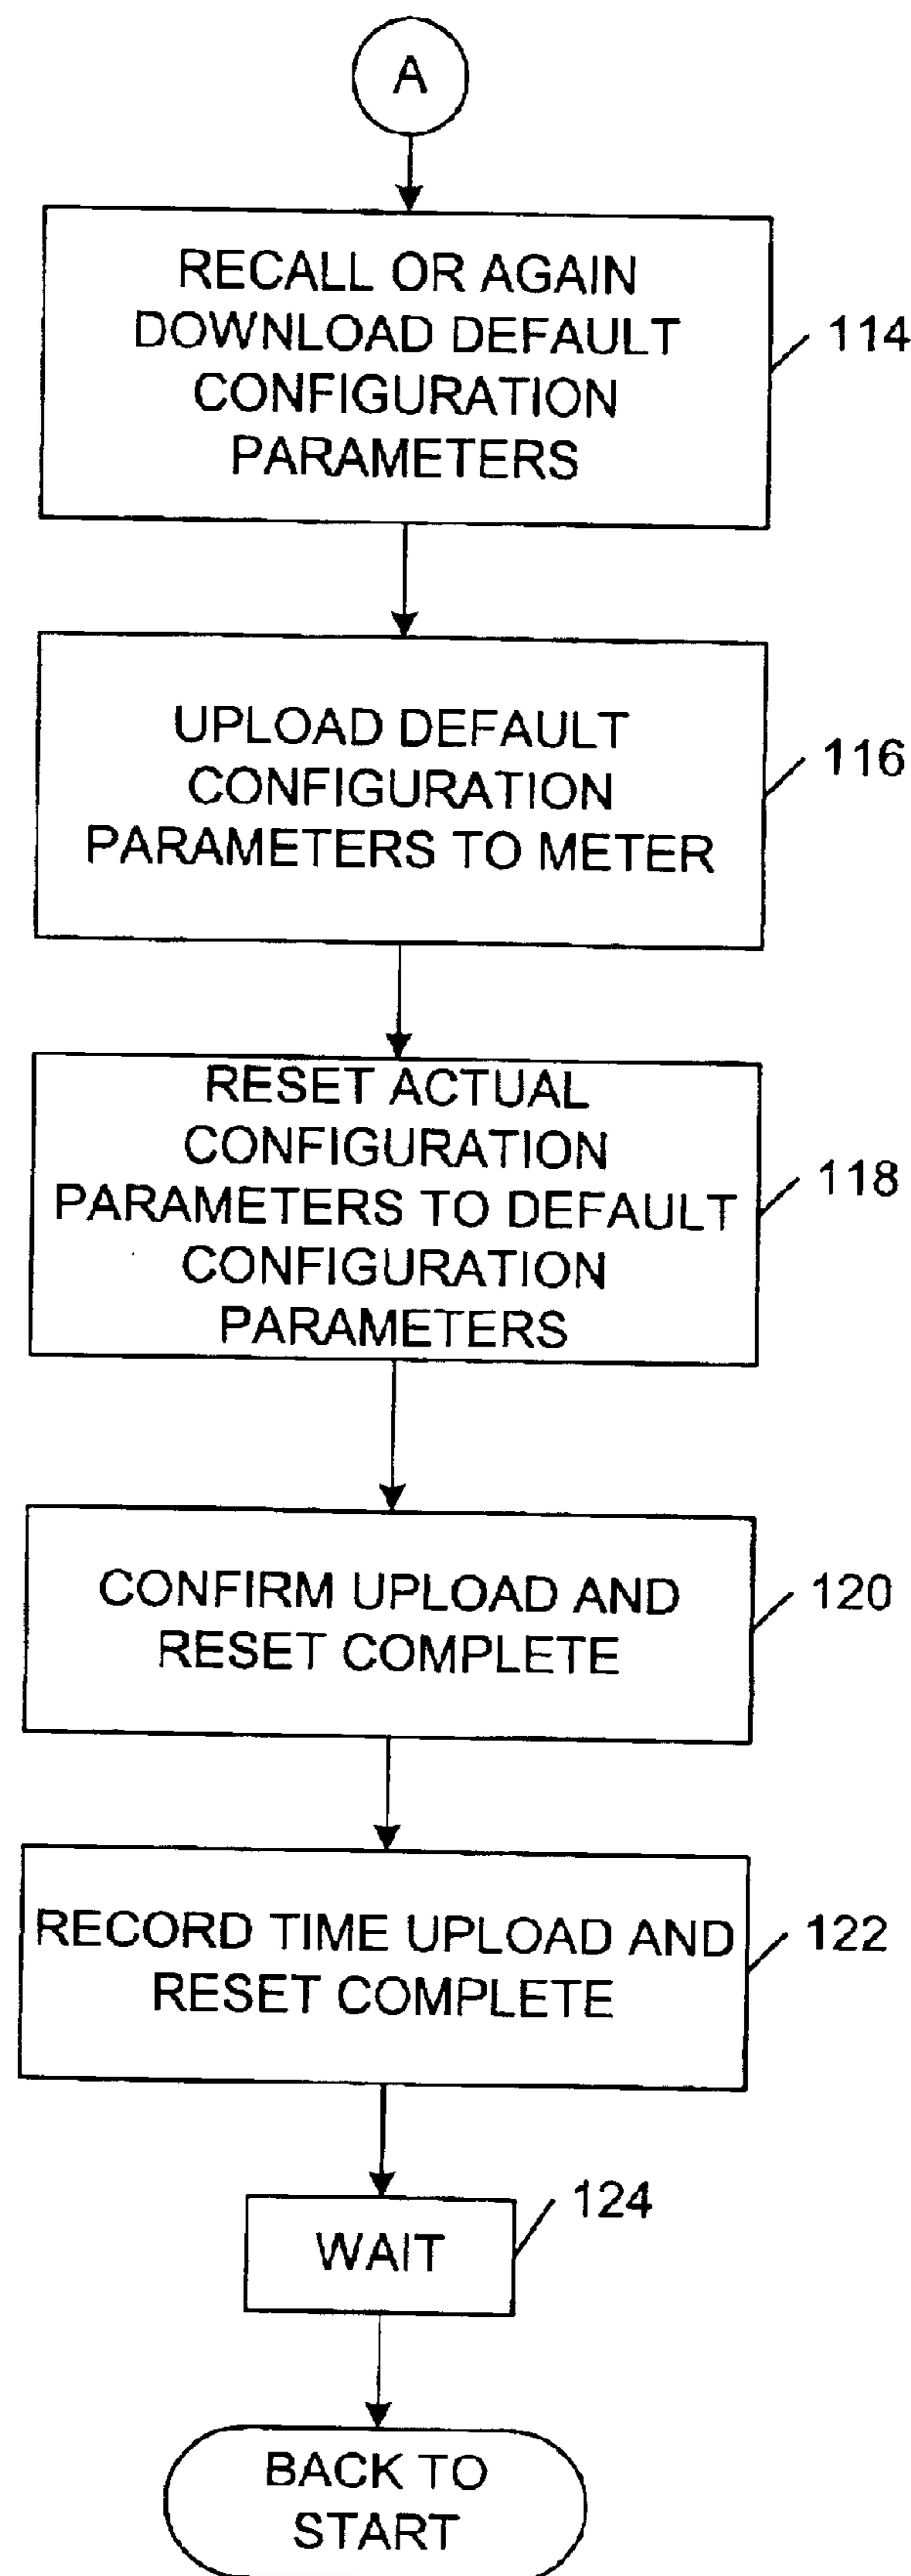 A
RECALL OR AGAIN
DOWNLOAD DEFAULT
CONFIGURATION
PARAMETERS
114
UPLOAD DEFAULT
CONFIGURATION
PARAMETERS TO METER
116
RESET ACTUAL
CONFIGURATION
PARAMETERS TO DEFAULT
CONFIGURATION
PARAMETERS
118
CONFIRM UPLOAD AND
RESET COMPLETE
120
RECORD TIME UPLOAD AND
RESET COMPLETE
122
WAIT
124
BACK TO
START